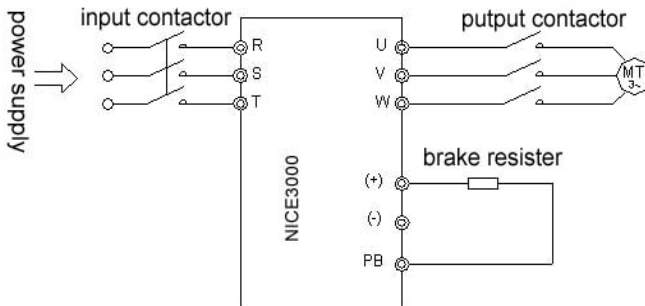 power supply
input contactor
R
S
T
NICE3000
U
V
W
(+)
(-)
PB
putput contactor
MT
3~
brake resister